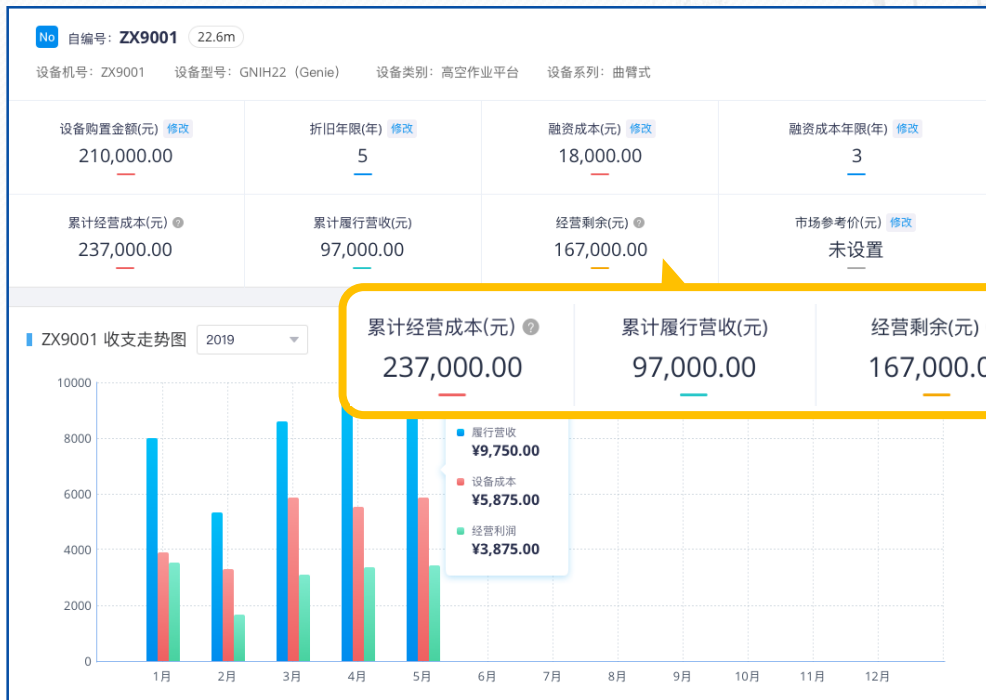 No 自编号: ZX9001 22.6m
设备机号: ZX9001 设备型号: GNIH22 (Genie) 设备类别: 高空作业平台 设备系列: 曲臂式
设备购置金额(元) 修改 折旧年限(年) 修改 融资成本(元) 修改 融资成本年限(年) 修改
210,000.00 5 18,000.00 3
累计经营成本(元) ? 累计履行营收(元) 经营剩余(元) ? 市场参考价(元) 修改
237,000.00 97,000.00 167,000.00 未设置
累计经营成本(元) ? 累计履行营收(元) 经营剩余(元)
237,000.00 97,000.00 167,000.0
ZX9001 收支走势图 2019
10000
8000
6000
4000
2000
0
履行营收
¥9,750.00
设备成本
¥5,875.00
经营利润
¥3,875.00
1月 2月 3月 4月 5月 6月 7月 8月 9月 10月 11月 12月